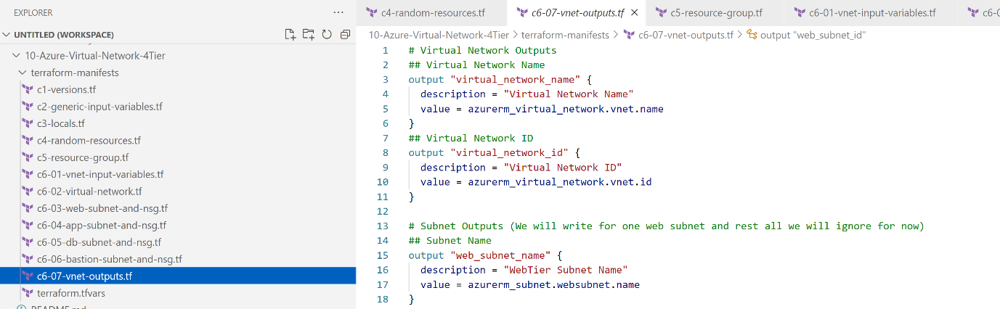 EXPLORER
...
UNTITLED (WORKSPACE)
10-Azure-Virtual-Network-4Tier
terraform-manifests
c1-versions.tf
c2-generic-input-variables.tf
c3-locals.tf
c4-random-resources.tf
c5-resource-group.tf
c6-01-vnet-input-variables.tf
c6-02-virtual-network.tf
c6-03-web-subnet-and-nsg.tf
c6-04-app-subnet-and-nsg.tf
c6-05-db-subnet-and-nsg.tf
c6-06-bastion-subnet-and-nsg.tf
c6-07-vnet-outputs.tf
terraform.tfvars
README.md
c4-random-resources.tf c6-07-vnet-outputs.tf × c5-resource-group.tf c6-01-vnet-input-variables.tf c6-0
10-Azure-Virtual-Network-4Tier > terraform-manifests > c6-07-vnet-outputs.tf > output "web_subnet_id"
1 # Virtual Network Outputs
2 ## Virtual Network Name
3 output "virtual_network_name" {
4 description = "Virtual Network Name"
5 value = azurerm_virtual_network.vnet.name
6 }
7 ## Virtual Network ID
8 output "virtual_network_id" {
9 description = "Virtual Network ID"
10 value = azurerm_virtual_network.vnet.id
11 }
12
13 # Subnet Outputs (We will write for one web subnet and rest all we will ignore for now)
14 ## Subnet Name
15 output "web_subnet_name" {
16 description = "WebTier Subnet Name"
17 value = azurerm_subnet.websubnet.name
18 }